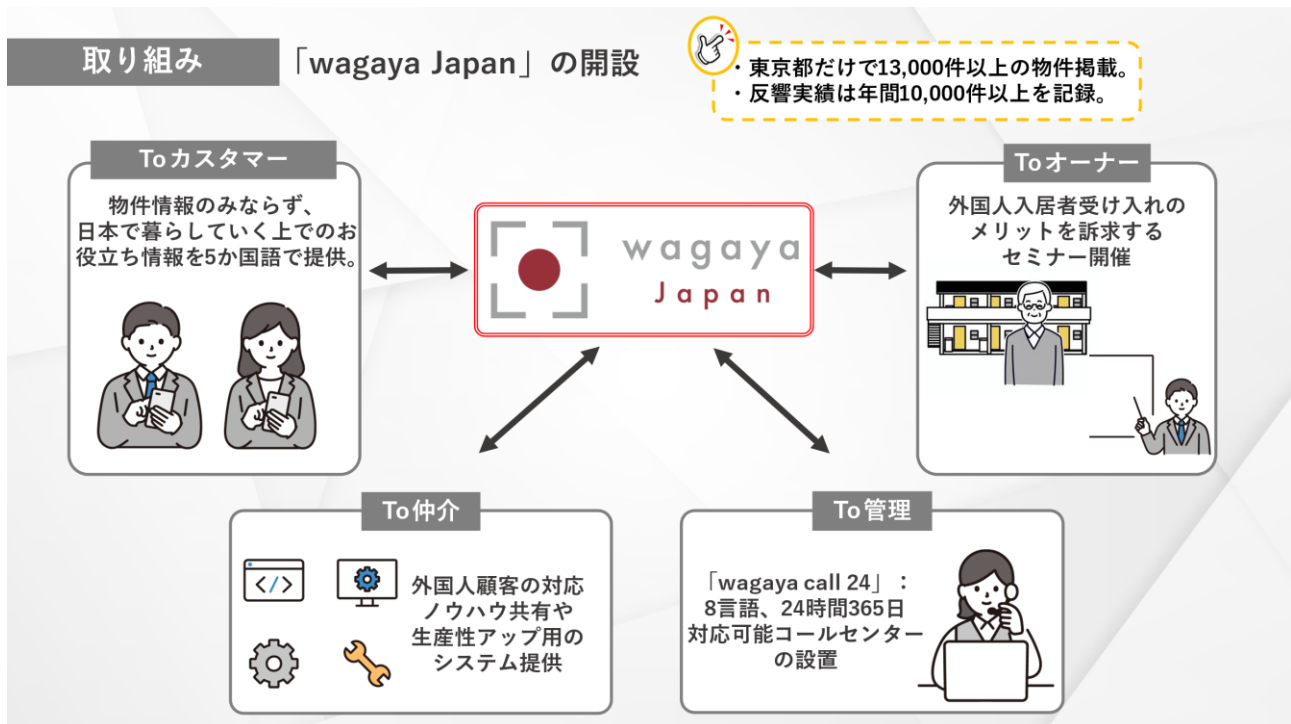 取り組み
「wagaya Japan」の開設
・東京都だけで13,000件以上の物件掲載。
・反響実績は年間10,000件以上を記録。
Toカスタマー
物件情報のみならず、
日本で暮らしていく上でのお
役立ち情報を5か国語で提供。
wagaya
Japan
Toオーナー
外国人入居者受け入れの
メリットを訴求する
セミナー開催
To仲介
</>
外国人顧客の対応
ノウハウ共有や
生産性アップ用の
システム提供
To管理
「wagaya call 24」：
8言語、24時間365日
対応可能コールセンター
の設置